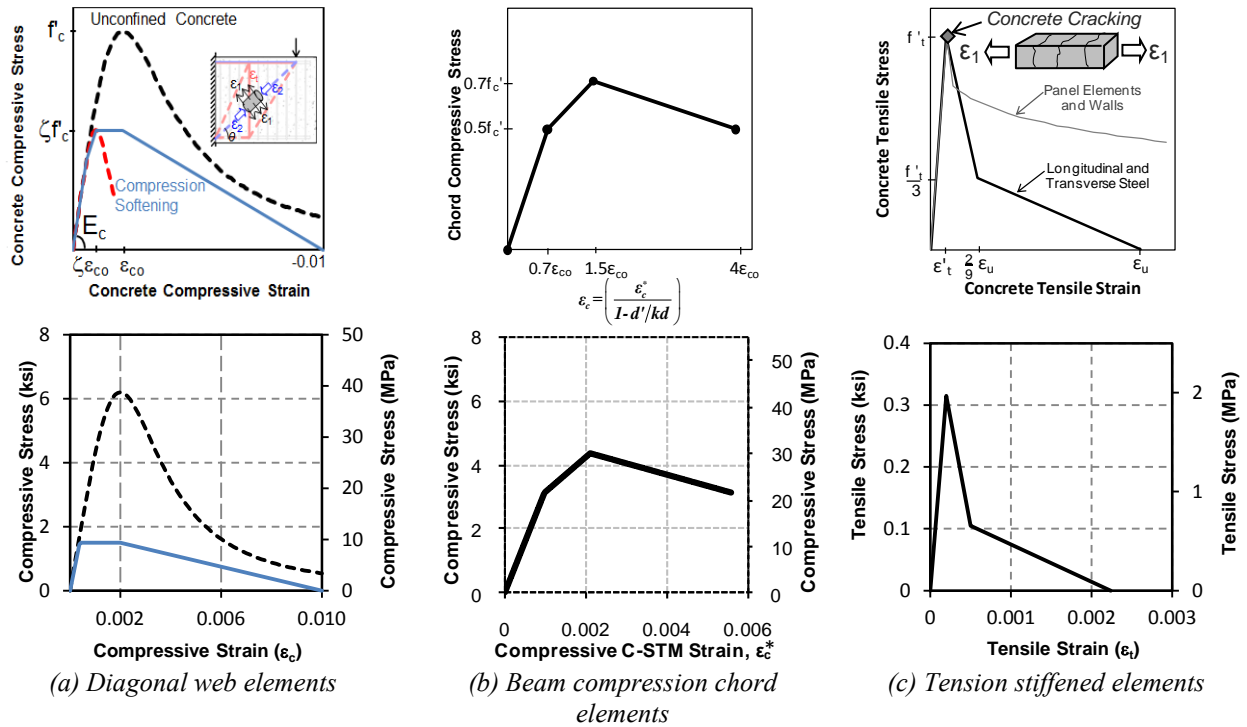 Unconfined Concrete
f'c
ζf'c
Concrete Compressive Stress
ε1
εt
ε2
ε2
ε1
θ
Compression
Softening
Ec
ζεco
εco
-0.01
Concrete Compressive Strain
Chord Compressive Stress
0.7fc'
0.5fc'
0.7εco
1.5εco
4εco
εc=(εc*/1-d'/kd)
Concrete Cracking
f't
ε1
ε1
Panel Elements
and Walls
Longitudinal and
Transverse Steel
Concrete Tensile Stress
f't/3
ε't
2/9 εu
εu
Concrete Tensile Strain
Compressive Stress (ksi)
8
6
4
2
0
50
40
30
20
10
0
Compressive Stress (MPa)
0.002
0.006
0.010
Compressive Strain (εc)
(a) Diagonal web elements
Compressive Stress (ksi)
8
6
4
2
0
50
40
30
20
10
0
Compressive Stress (MPa)
0
0.002
0.004
0.006
Compressive C-STM Strain, εc*
(b) Beam compression chord
elements
Tensile Stress (ksi)
0.4
0.3
0.2
0.1
0
2
1
0
Tensile Stress (MPa)
0
0.001
0.002
0.003
Tensile Strain (εt)
(c) Tension stiffened elements